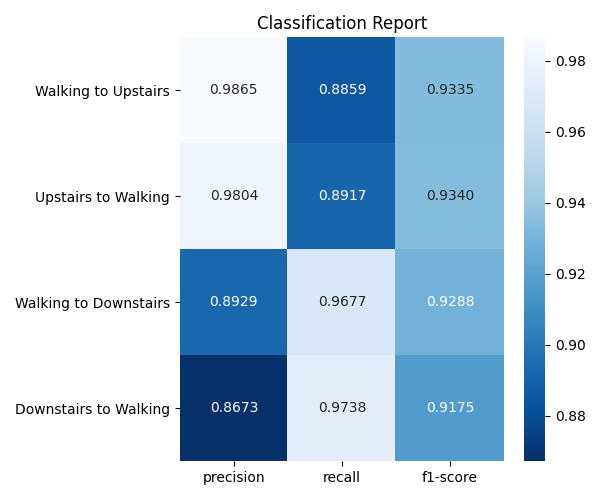 Classification Report
Walking to Upstairs 0.9865 0.8859 0.9335
Upstairs to Walking 0.9804 0.8917 0.9340
Walking to Downstairs 0.8929 0.9677 0.9288
Downstairs to Walking 0.8673 0.9738 0.9175
precision recall f1-score
0.98
0.96
0.94
0.92
0.90
0.88